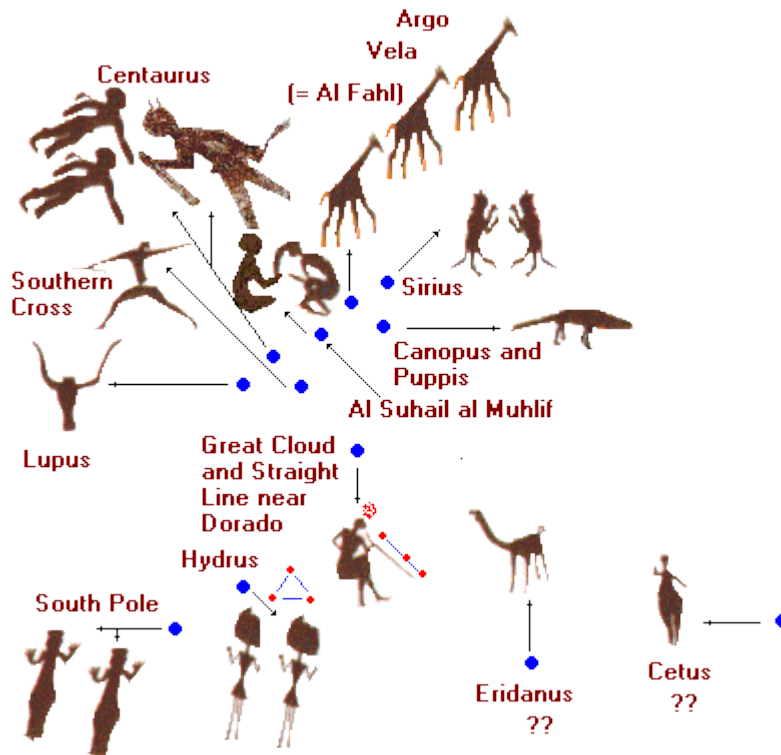 Argo
Vela
Centaurus
(= Al Fahl)
Southern
Cross
Sirius
Canopus and
Puppis
Al Suhail al Muhlif
Lupus
Great Cloud
and Straight
Line near
Dorado
Hydrus
South Pole
Eridanus
??
Cetus
??